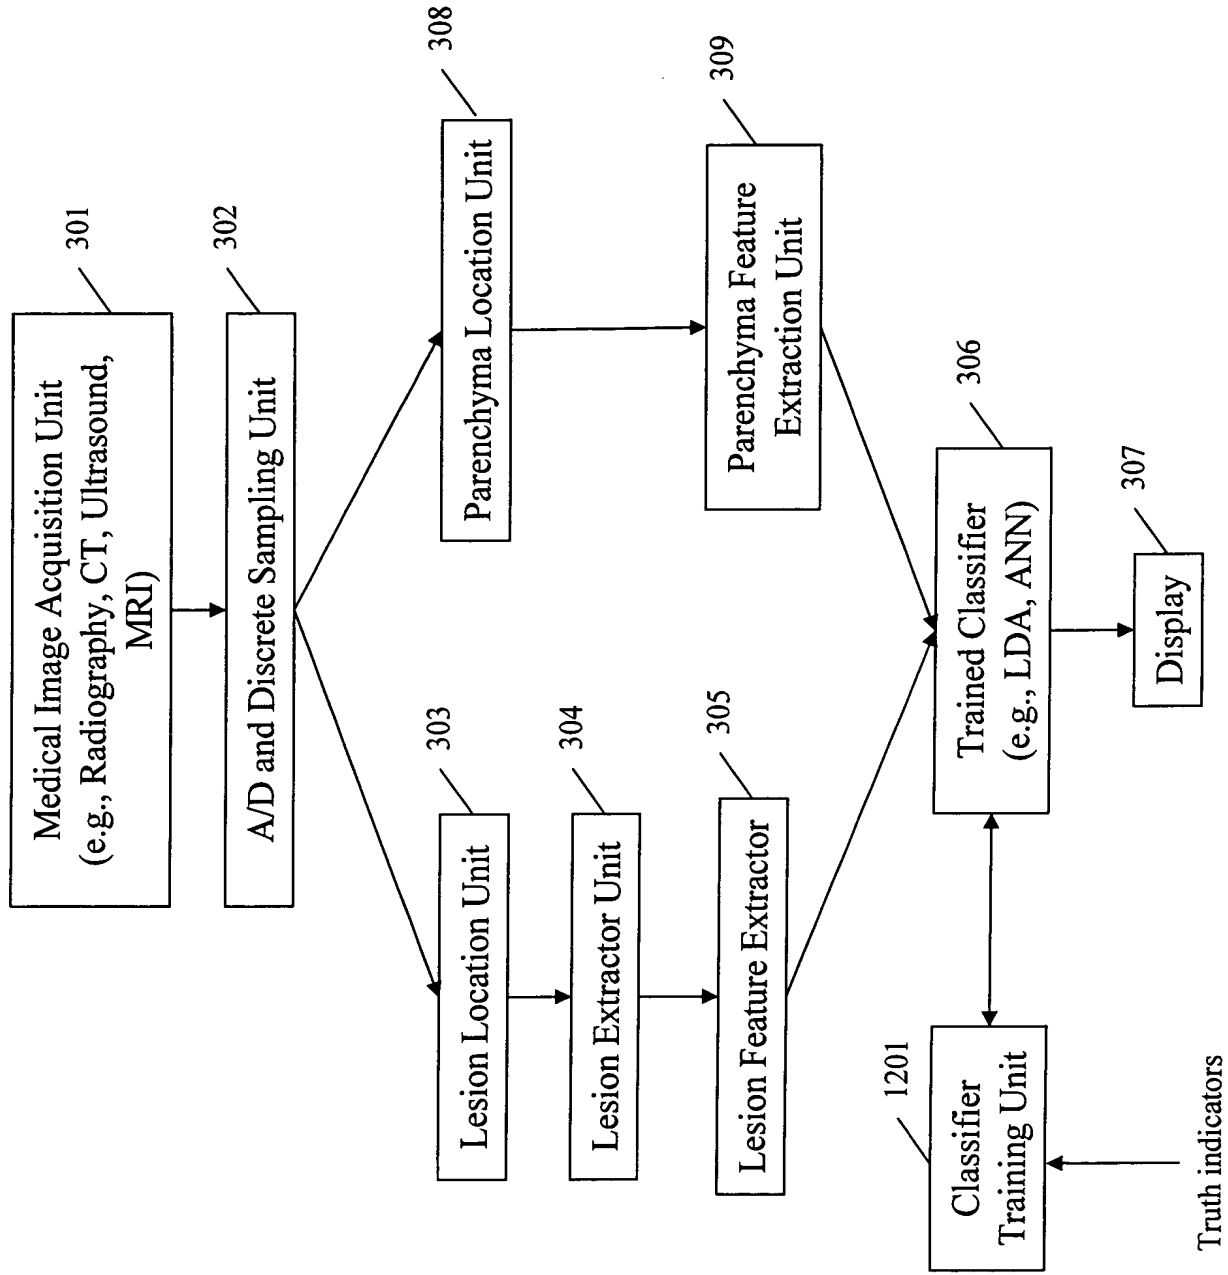 Medical Image Acquisition Unit
(e.g., Radiography, CT, Ultrasound,
MRI)
301
A/D and Discrete Sampling Unit
302
Lesion Location Unit
303
Lesion Extractor Unit
304
Lesion Feature Extractor
305
Parenchyma Location Unit
308
Parenchyma Feature
Extraction Unit
309
Trained Classifier
(e.g., LDA, ANN)
306
Display
307
Classifier
Training Unit
1201
Truth indicators